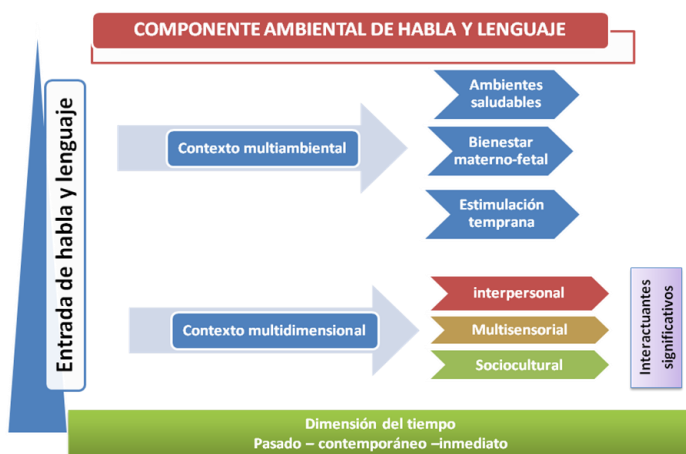 COMPONENTE AMBIENTAL DE HABLA Y LENGUAJE
Entrada de habla y lenguaje
Contexto multiambiental
Ambientes
saludables
Bienestar
materno-fetal
Estimulación
temprana
Contexto multidimensional
interpersonal
Multisensorial
Sociocultural
Interactuantes
significativos
Dimensión del tiempo
Pasado – contemporáneo –inmediato